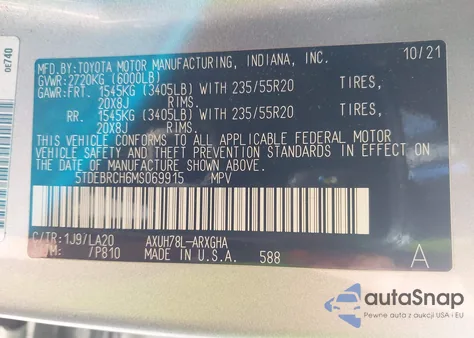 0E740
MFD.BY:TOYOTA MOTOR MANUFACTURING, INDIANA, INC. 10/21
GVWR:2720KG (6000LB)
GAWR:FRT. 1545KG (3405LB) WITH 235/55R20 TIRES,
20X8J RIMS.
RR. 1545KG (3405LB) WITH 235/55R20 TIRES,
20X8J RIMS.
THIS VEHICLE CONFORMS TO ALL APPLICABLE FEDERAL MOTOR
VEHICLE SAFETY AND THEFT PREVENTION STANDARDS IN EFFECT ON
THE DATE OF MANUFACTURE SHOWN ABOVE.
5TDEBRCH6MS069915 MPV
C/TR:1J9/LA20 AXUH78L-ARXGHA
/P810 MADE IN U.S.A. 588 A
autoSnap
Pewne auta z aukcji USA i EU